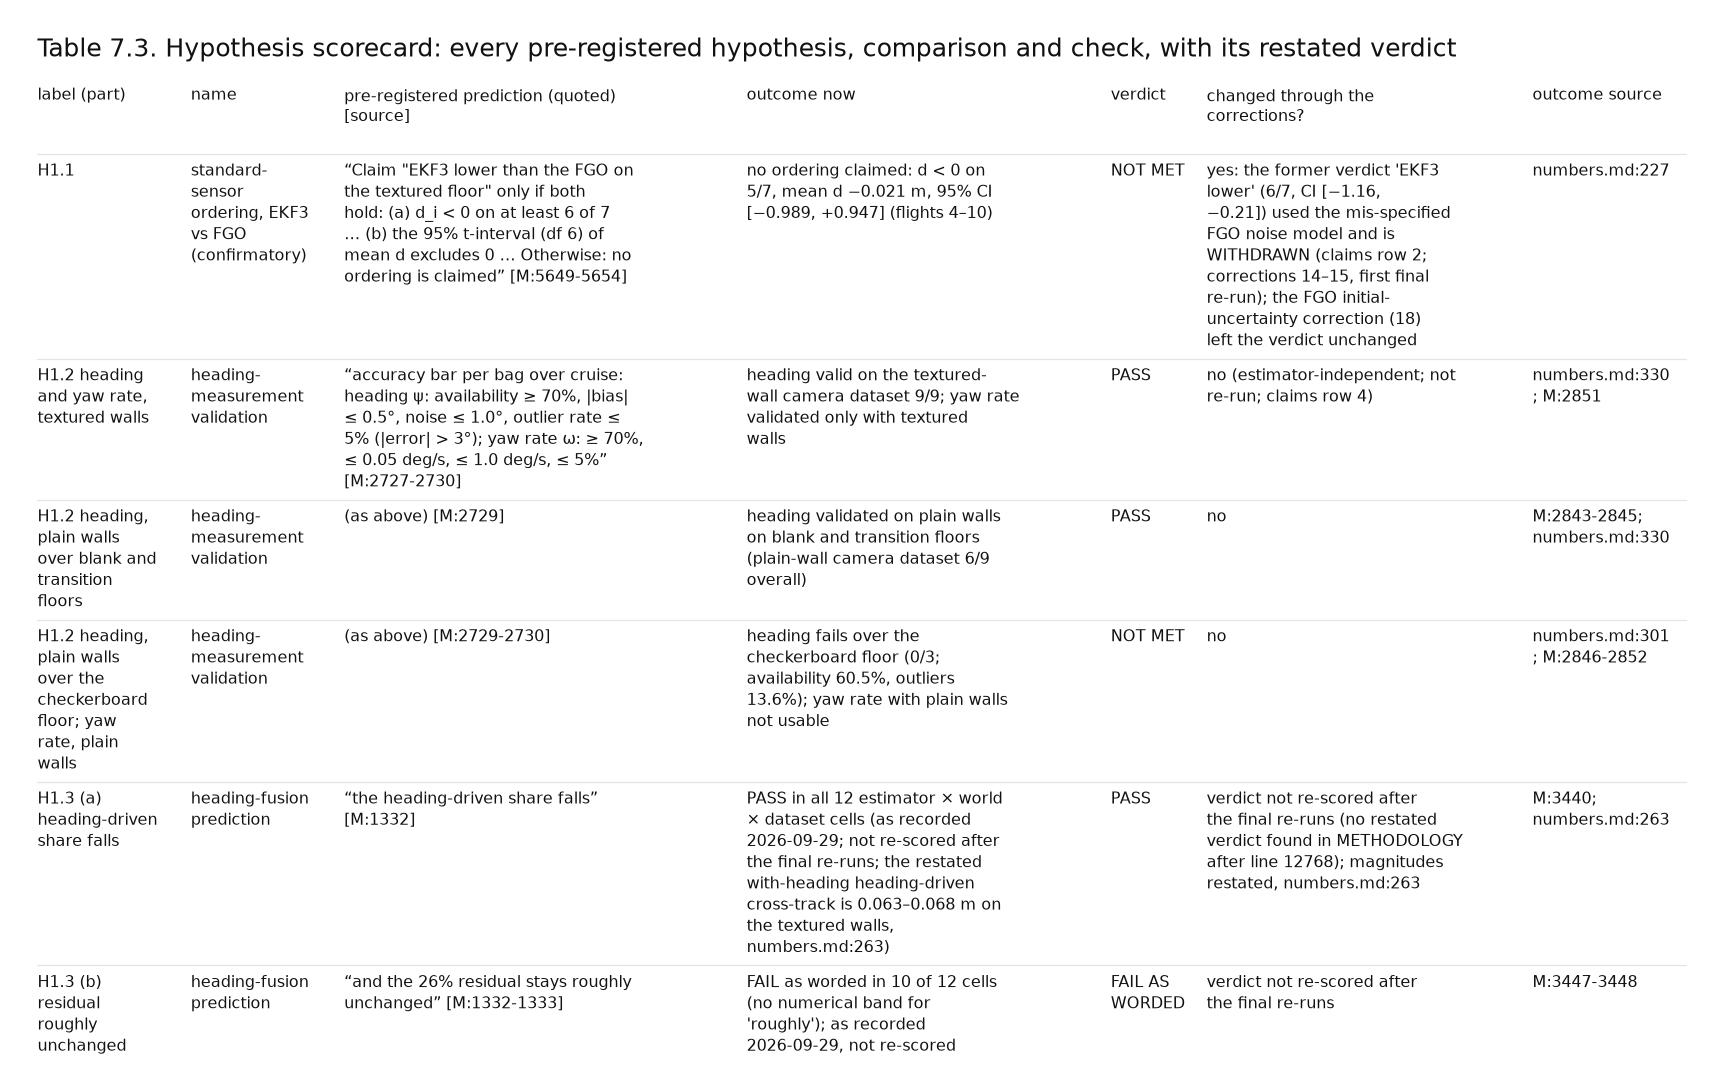 Table 7.3. Hypothesis scorecard: every pre-registered hypothesis, comparison and check, with its restated verdict
label (part)
name
pre-registered prediction (quoted)
[source]
outcome now
verdict
changed through the
corrections?
outcome source
H1.1
standard-
sensor
ordering, EKF3
vs FGO
(confirmatory)
“Claim "EKF3 lower than the FGO on
the textured floor" only if both
hold: (a) d_i < 0 on at least 6 of 7
... (b) the 95% t-interval (df 6) of
mean d excludes 0 ... Otherwise: no
ordering is claimed” [M:5649-5654]
no ordering claimed: d < 0 on
5/7, mean d −0.021 m, 95% CI
[−0.989, +0.947] (flights 4–10)
NOT MET
yes: the former verdict 'EKF3
lower' (6/7, CI [−1.16,
−0.21]) used the mis-specified
FGO noise model and is
WITHDRAWN (claims row 2;
corrections 14–15, first final
re-run); the FGO initial-
uncertainty correction (18)
left the verdict unchanged
numbers.md:227
H1.2 heading
and yaw rate,
textured walls
heading-
measurement
validation
“accuracy bar per bag over cruise:
heading ψ: availability ≥ 70%, |bias|
≤ 0.5°, noise ≤ 1.0°, outlier rate ≤
5% (|error| > 3°); yaw rate ω: ≥ 70%,
≤ 0.05 deg/s, ≤ 1.0 deg/s, ≤ 5%”
[M:2727-2730]
heading valid on the textured-
wall camera dataset 9/9; yaw rate
validated only with textured
walls
PASS
no (estimator-independent; not
re-run; claims row 4)
numbers.md:330
; M:2851
H1.2 heading,
plain walls
over blank and
transition
floors
heading-
measurement
validation
(as above) [M:2729]
heading validated on plain walls
on blank and transition floors
(plain-wall camera dataset 6/9
overall)
PASS
no
M:2843-2845;
numbers.md:330
H1.2 heading,
plain walls
over the
checkerboard
floor; yaw
rate, plain
walls
heading-
measurement
validation
(as above) [M:2729-2730]
heading fails over the
checkerboard floor (0/3;
availability 60.5%, outliers
13.6%); yaw rate with plain walls
not usable
NOT MET
no
numbers.md:301
; M:2846-2852
H1.3 (a)
heading-driven
share falls
heading-fusion
prediction
“the heading-driven share falls”
[M:1332]
PASS in all 12 estimator × world
× dataset cells (as recorded
2026-09-29; not re-scored after
the final re-runs; the restated
with-heading heading-driven
cross-track is 0.063–0.068 m on
the textured walls,
numbers.md:263)
PASS
verdict not re-scored after
the final re-runs (no restated
verdict found in METHODOLOGY
after line 12768); magnitudes
restated, numbers.md:263
M:3440;
numbers.md:263
H1.3 (b)
residual
roughly
unchanged
heading-fusion
prediction
“and the 26% residual stays roughly
unchanged” [M:1332-1333]
FAIL as worded in 10 of 12 cells
(no numerical band for
'roughly'); as recorded
2026-09-29, not re-scored
FAIL AS
WORDED
verdict not re-scored after
the final re-runs
M:3447-3448